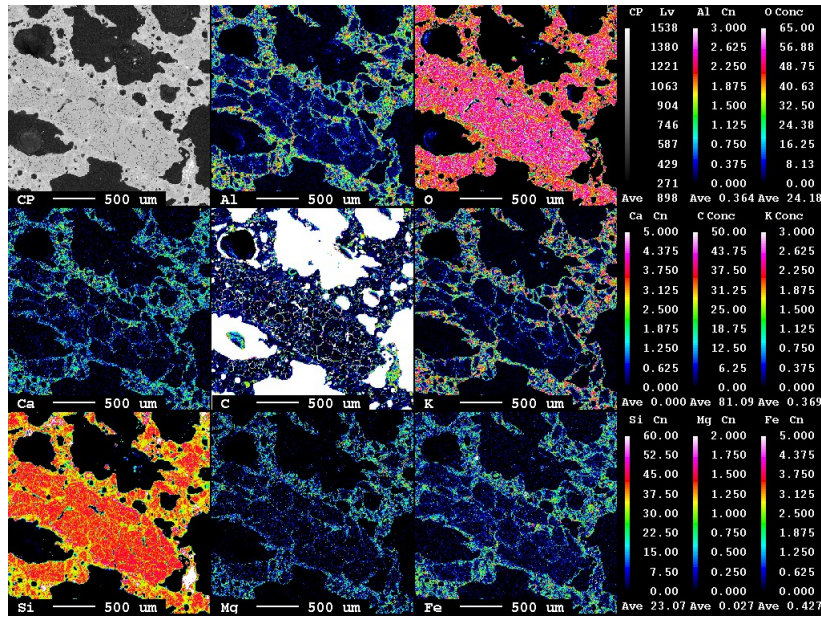 CP 500 um
Al 500 um
O 500 um
CP Lv Al Cn O Conc
1538 3.000 65.00
1380 2.625 56.88
1221 2.250 48.75
1063 1.875 40.63
904 1.500 32.50
746 1.125 24.38
587 0.750 16.25
429 0.375 8.13
271 0.000 0.00
Ave 898 Ave 0.364 Ave 24.18
Ca 500 um
C 500 um
K 500 um
Ca Cn C Conc K Conc
5.000 50.00 3.000
4.375 43.75 2.625
3.750 37.50 2.250
3.125 31.25 1.875
2.500 25.00 1.500
1.875 18.75 1.125
1.250 12.50 0.750
0.625 6.25 0.375
0.000 0.00 0.000
Ave 0.000 Ave 81.09 Ave 0.369
Si 500 um
Mg 500 um
Fe 500 um
Si Cn Mg Cn Fe Cn
60.00 2.000 5.000
52.50 1.750 4.375
45.00 1.500 3.750
37.50 1.250 3.125
30.00 1.000 2.500
22.50 0.750 1.875
15.00 0.500 1.250
7.50 0.250 0.625
0.00 0.000 0.000
Ave 23.07 Ave 0.027 Ave 0.427